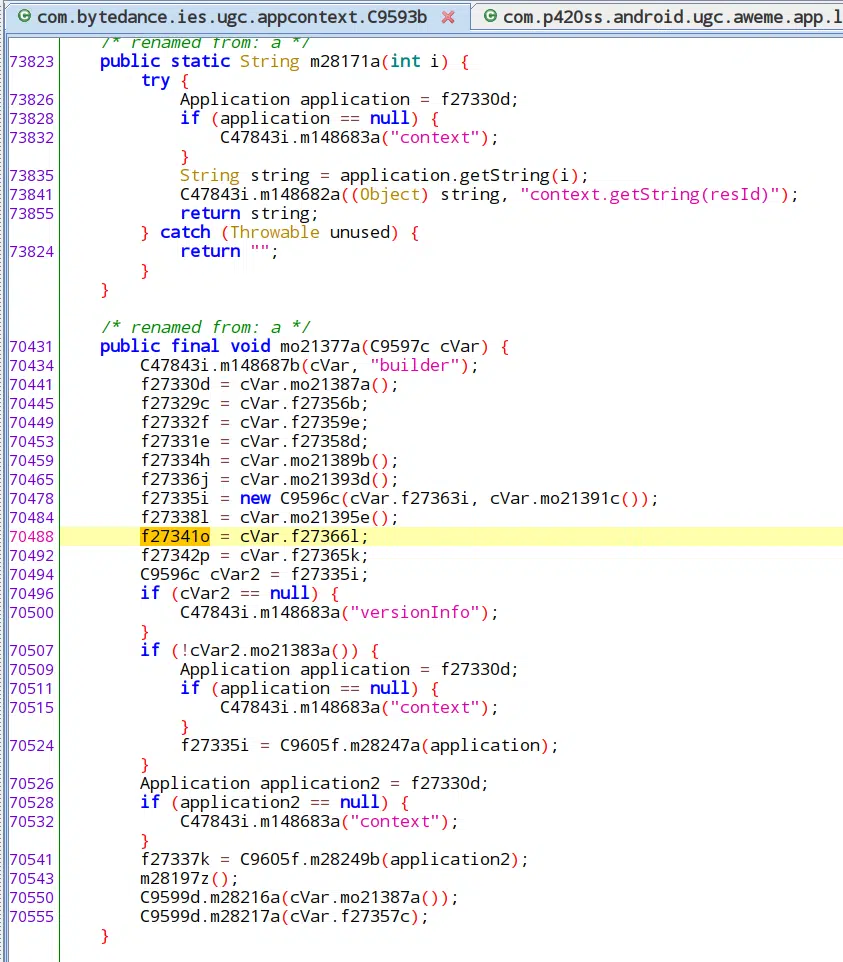 com.bytedance.ies.ugc.appcontext.C9593b com.p420ss.android.ugc.aweme.app.l
/* renamed from: a */
73823 public static String m28171a(int i) {
try {
73826 Application application = f27330d;
73828 if (application == null) {
73832 C47843i.m148683a("context");
}
73835 String string = application.getString(i);
73841 C47843i.m148682a((Object) string, "context.getString(resId)");
73855 return string;
} catch (Throwable unused) {
73824 return "";
}
}
/* renamed from: a */
70431 public final void mo21377a(C9597c cVar) {
70434 C47843i.m148687b(cVar, "builder");
70441 f27330d = cVar.mo21387a();
70445 f27329c = cVar.f27356b;
70449 f27332f = cVar.f27359e;
70453 f27331e = cVar.f27358d;
70459 f27334h = cVar.mo21389b();
70465 f27336j = cVar.mo21393d();
70478 f27335i = new C9596c(cVar.f27363i, cVar.mo21391c());
70484 f27338l = cVar.mo21395e();
70488 f27341o = cVar.f27366l;
70492 f27342p = cVar.f27365k;
70494 C9596c cVar2 = f27335i;
70496 if (cVar2 == null) {
70500 C47843i.m148683a("versionInfo");
}
70507 if (!cVar2.mo21383a()) {
70509 Application application = f27330d;
70511 if (application == null) {
70515 C47843i.m148683a("context");
}
70524 f27335i = C9605f.m28247a(application);
}
70526 Application application2 = f27330d;
70528 if (application2 == null) {
70532 C47843i.m148683a("context");
}
70541 f27337k = C9605f.m28249b(application2);
70543 m28197z();
70550 C9599d.m28216a(cVar.mo21387a());
70555 C9599d.m28217a(cVar.f27357c);
}